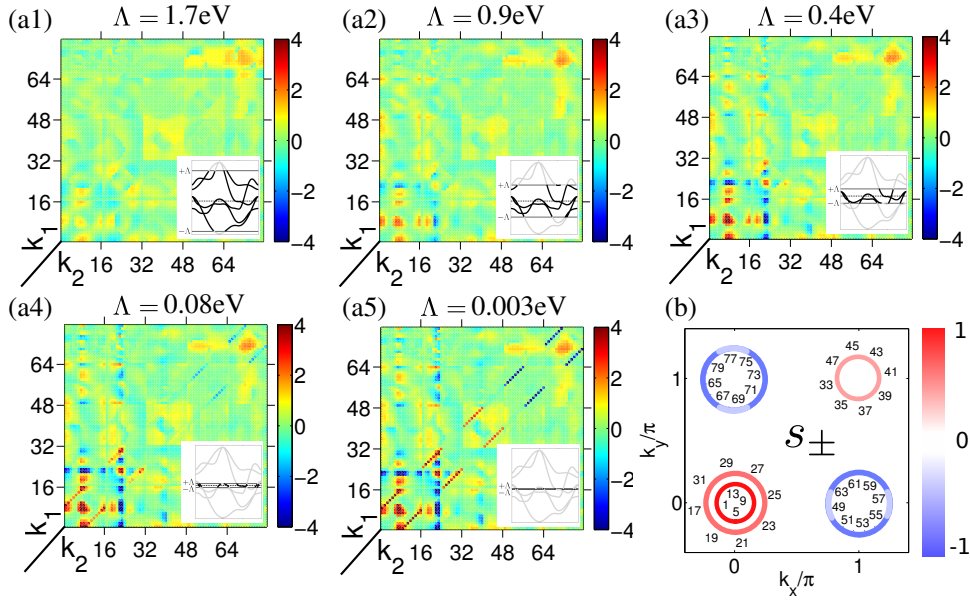 (a1) Λ = 1.7eV
64
48
32
16
k1
k2 16 32 48 64
4
2
0
−2
−4
+Λ
−Λ
(a2) Λ = 0.9eV
64
48
32
16
k1
k2 16 32 48 64
4
2
0
−2
−4
+Λ
−Λ
(a3) Λ = 0.4eV
64
48
32
16
k1
k2 16 32 48 64
4
2
0
−2
−4
+Λ
−Λ
(a4) Λ = 0.08eV
64
48
32
16
k1
k2 16 32 48 64
4
2
0
−2
−4
+Λ
−Λ
(a5) Λ = 0.003eV
64
48
32
16
k1
k2 16 32 48 64
4
2
0
−2
−4
+Λ
−Λ
(b)
ky/π
1
0
77 75
79 73
65 71
67 69
45 43
47 41
33 39
35 37
s±
29 27
31 25
13 9
1 5
17 23
19 21
61 59
63 57
49 55
51 53
0 1
kx/π
1
0
-1